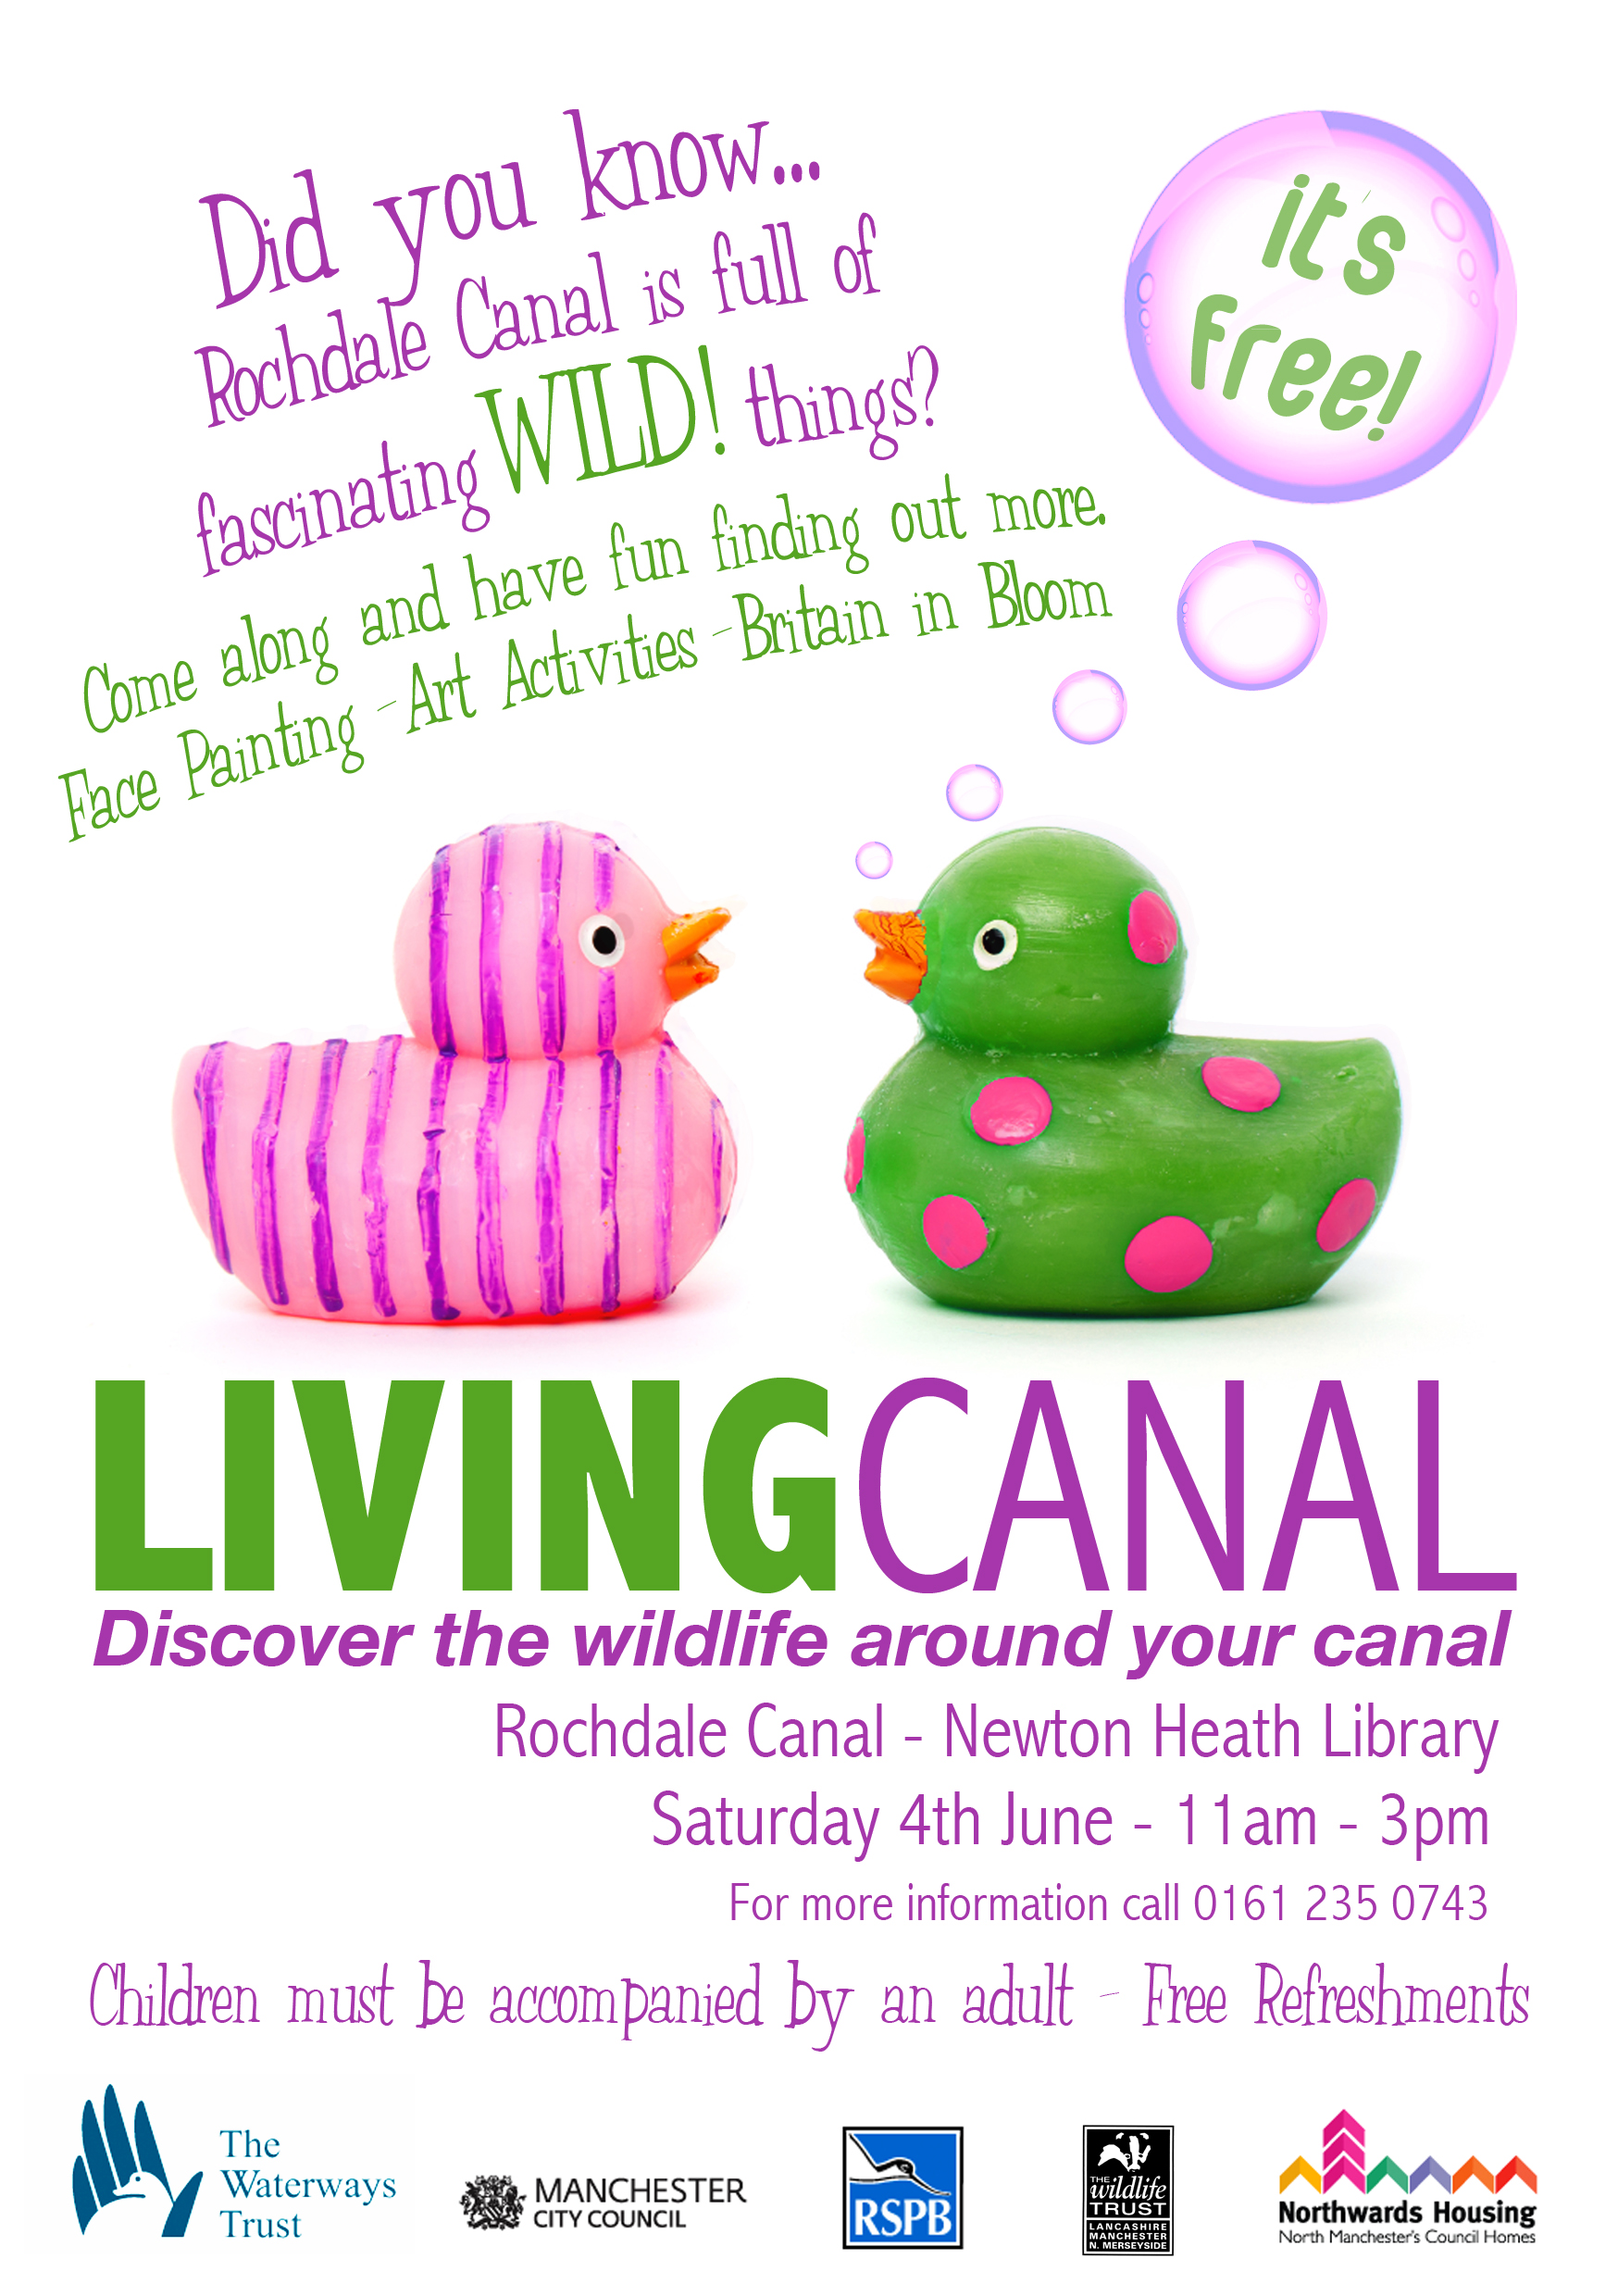 Did you know...
Rochdale Canal is full of
fascinating WILD! things?
Come along and have fun finding out more.
Face Painting - Art Activities - Britain in Bloom
it's
free!
LIVINGCANAL
Discover the wildlife around your canal
Rochdale Canal - Newton Heath Library
Saturday 4th June - 11am - 3pm
For more information call 0161 235 0743
Children must be accompanied by an adult - Free Refreshments
The
Waterways
Trust
MANCHESTER
CITY COUNCIL
RSPB
THE
wildlife
TRUST
LANCASHIRE
MANCHESTER
N. MERSEYSIDE
Northwards Housing
North Manchester's Council Homes